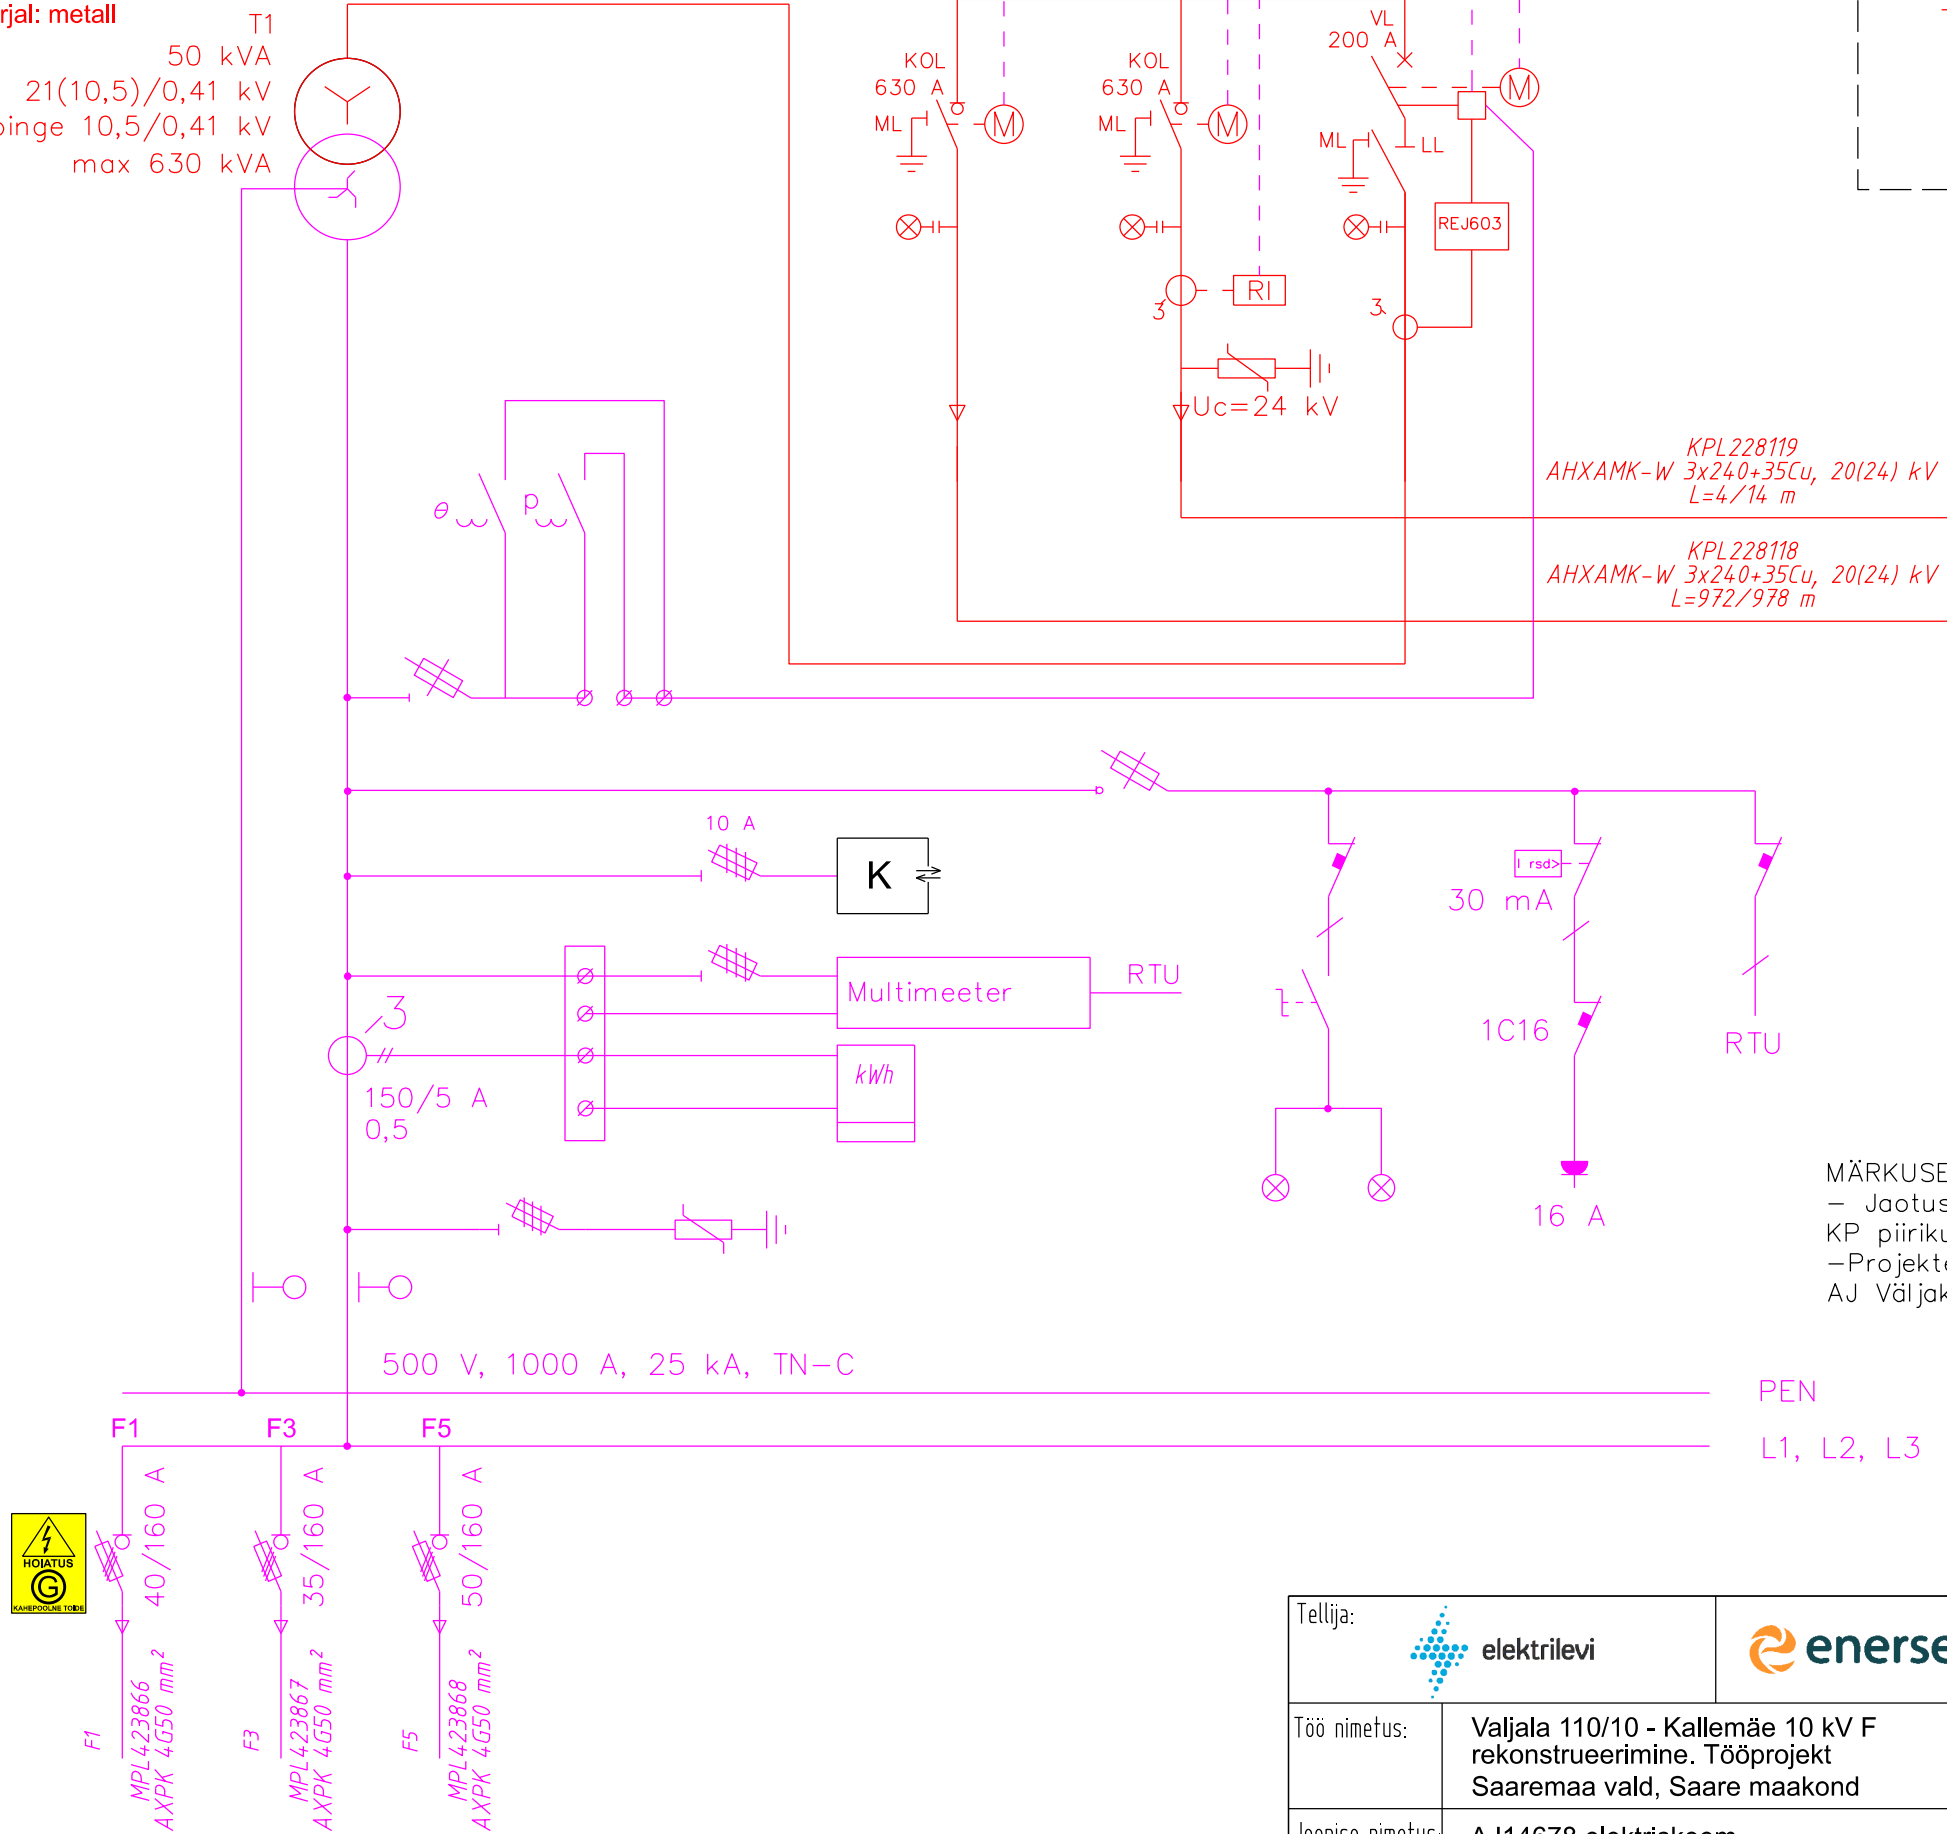 rjal: metall
T1
50 kVA
21(10,5)/0,41 kV
pinge 10,5/0,41 kV
max 630 kVA
KOL
630 A
ML
M
KOL
630 A
ML
M
VL
200 A
ML
LL
M
REJ603
RI
3
3
Uc=24 kV
KPL228119
AHXAMK-W 3x240+35Cu, 20(24) kV
L=4/14 m
KPL228118
AHXAMK-W 3x240+35Cu, 20(24) kV
L=972/978 m
θ
p
10 A
K
I rsd>
30 mA
Multimeeter
RTU
3
150/5 A
0,5
kWh
1C16
RTU
16 A
MÄRKUSE
- Jaotus
KP piiriku
-Projekte
AJ Väljak
500 V, 1000 A, 25 kA, TN-C
PEN
F1
F3
F5
L1, L2, L3
40/160 A
35/160 A
50/160 A
HOIATUS
G
KAHEPOOLNE TOIDE
F1
MPL423866
AXPK 4G50 mm²
F3
MPL423867
AXPK 4G50 mm²
F5
MPL423868
AXPK 4G50 mm²
Tellija:
elektrilevi
enerse
Töö nimetus:
Valjala 110/10 - Kallemäe 10 kV F
rekonstrueerimine. Tööprojekt
Saaremaa vald, Saare maakond
Joonise nimetus:
AJ14678 elektriskeem